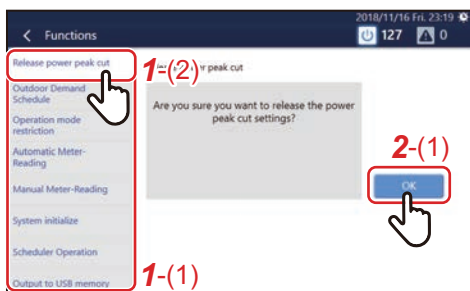 2018/11/16 Fri. 23:19
Functions
127
0
Release power peak cut
1-(2)
peak cut
Outdoor Demand
Schedule
Are you sure you want to release the power
peak cut settings?
Operation mode
restriction
Automatic Meter-
Reading
2-(1)
Manual Meter-Reading
OK
System initialize
Scheduler Operation
1-(1)
Output to USB memory